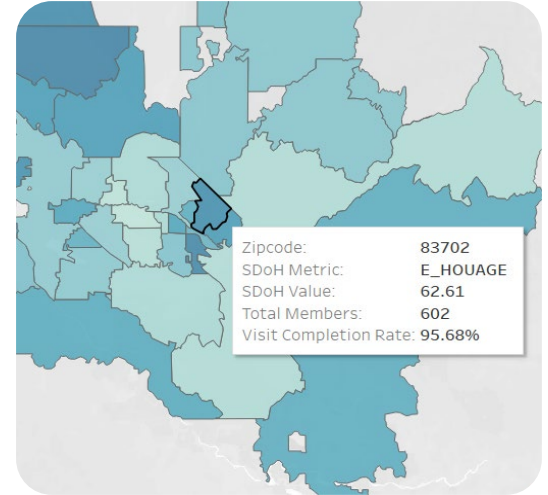 Zipcode: 83702
SDoH Metric: E_HOUAGE
SDoH Value: 62.61
Total Members: 602
Visit Completion Rate: 95.68%